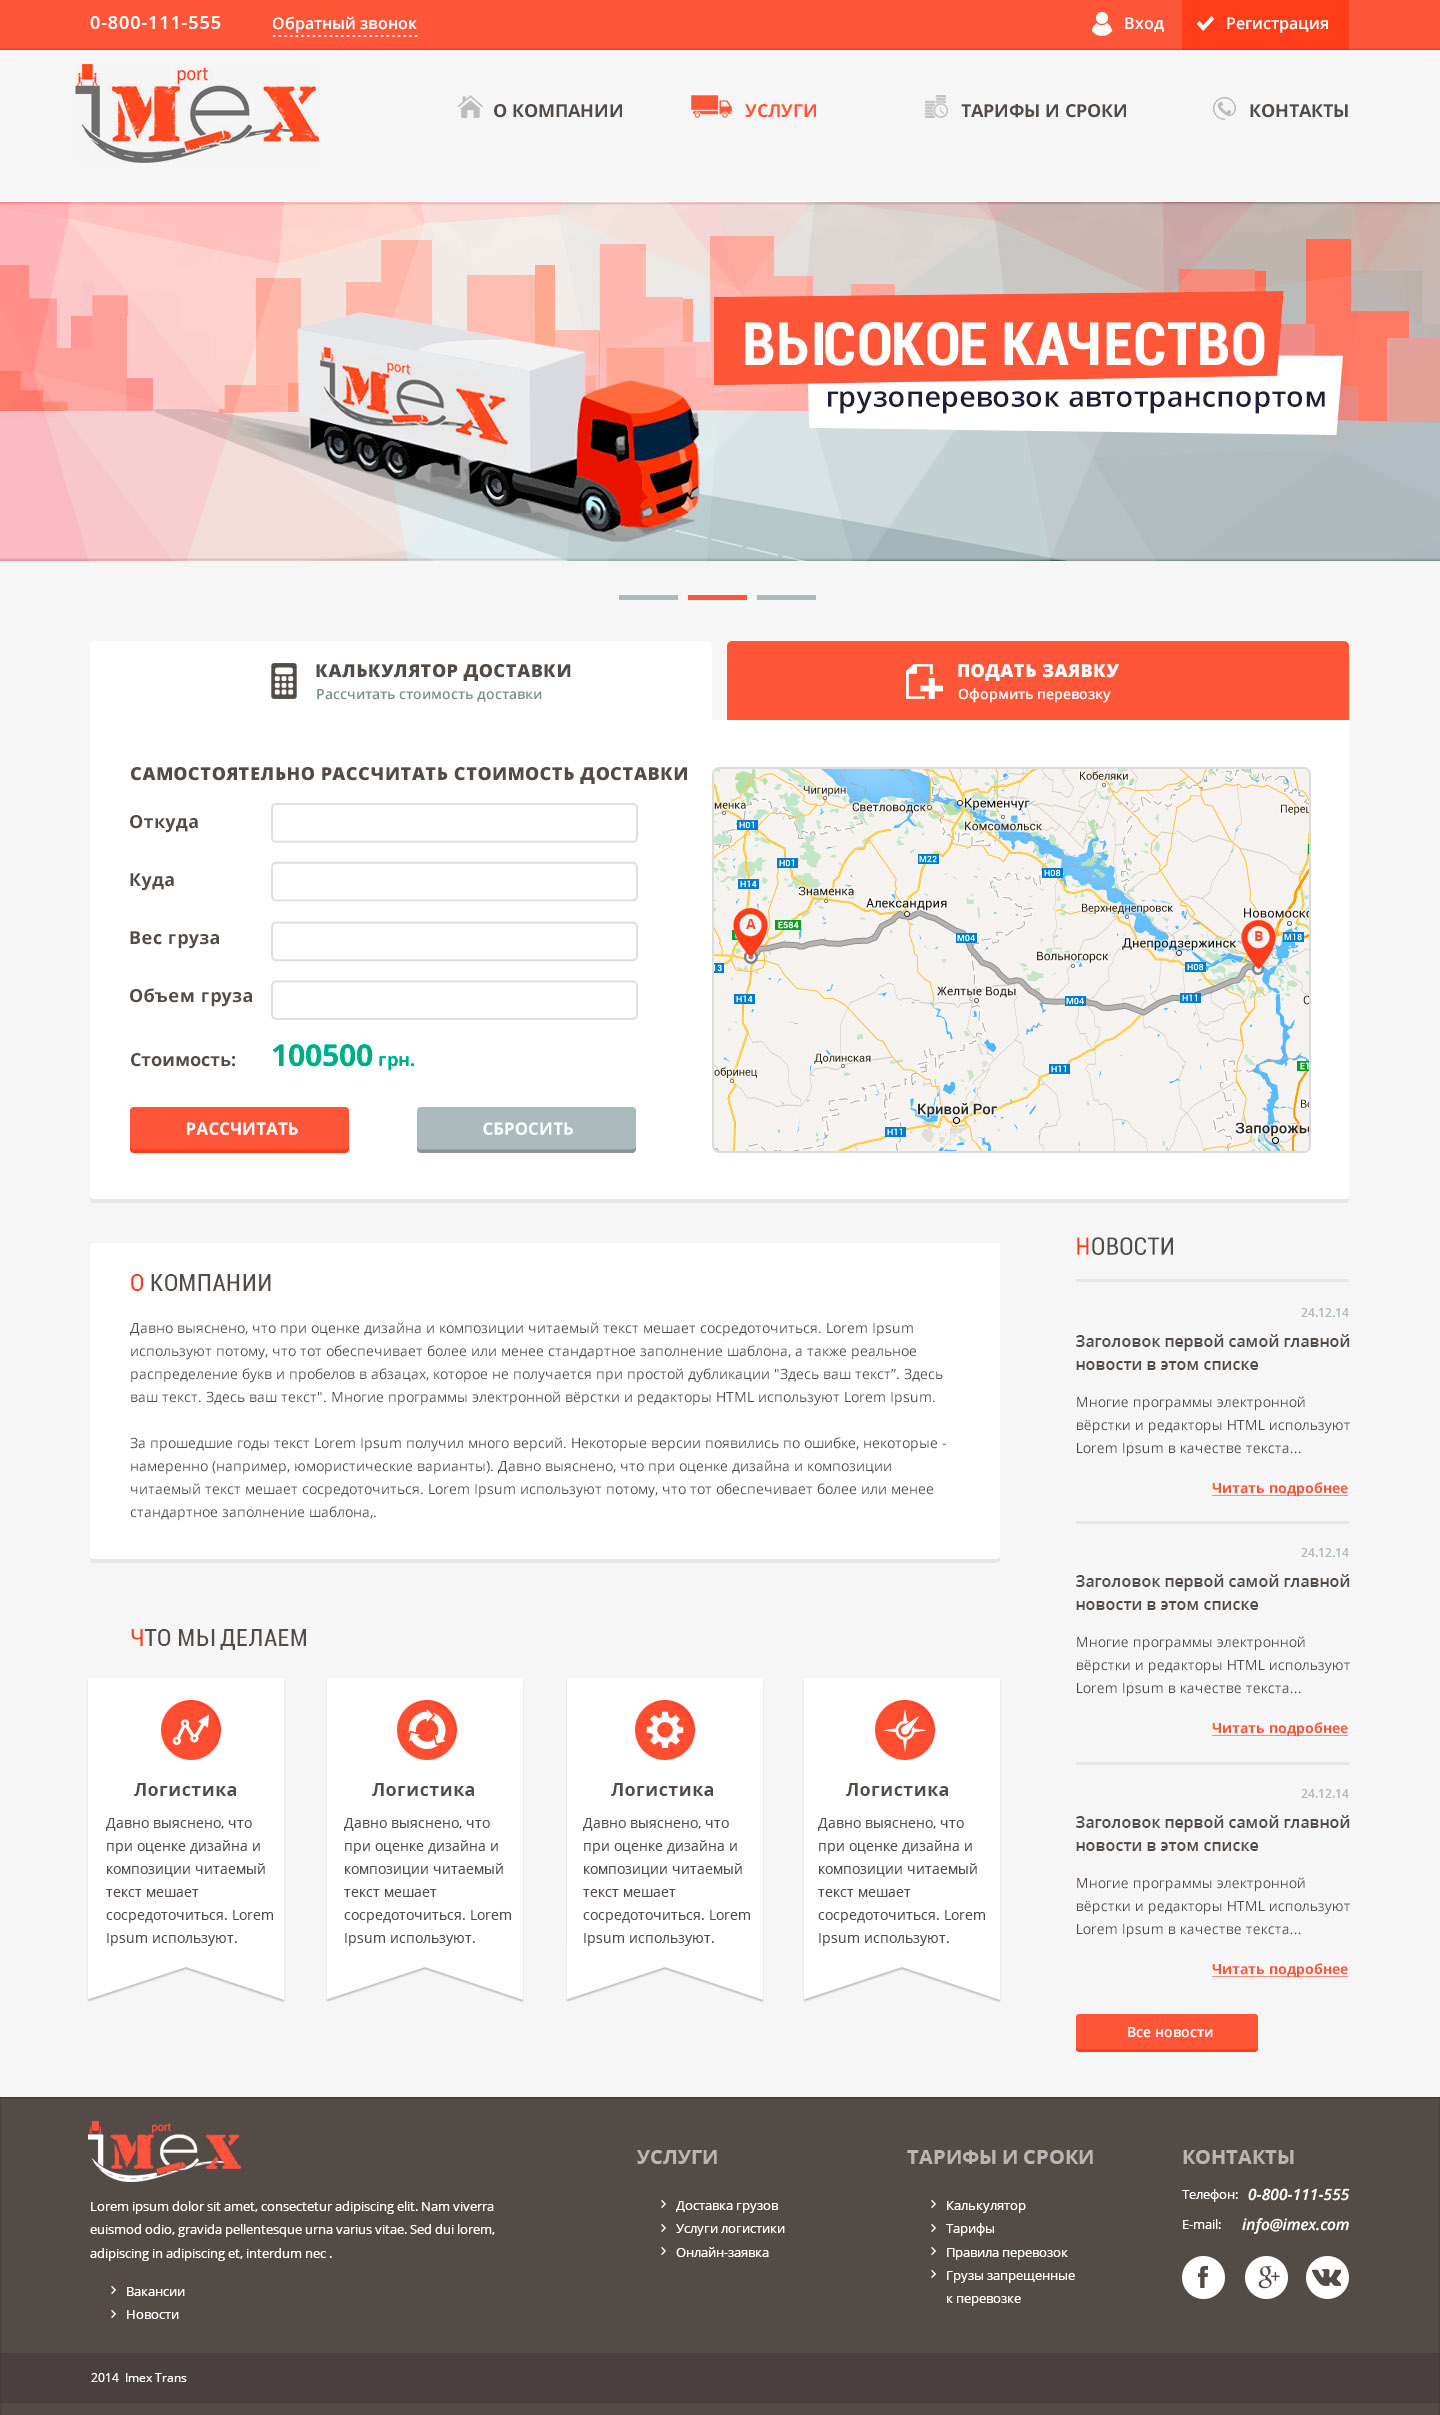 0-800-111-555
Обратный звонок
Вход
Регистрация
port
imex
О КОМПАНИИ
УСЛУГИ
ТАРИФЫ И СРОКИ
КОНТАКТЫ
ВЫСОКОЕ КАЧЕСТВО
грузоперевозок автотранспортом
port
imex
КАЛЬКУЛЯТОР ДОСТАВКИ
Рассчитать стоимость доставки
ПОДАТЬ ЗАЯВКУ
Оформить перевозку
САМОСТОЯТЕЛЬНО РАССЧИТАТЬ СТОИМОСТЬ ДОСТАВКИ
Откуда
Куда
Вес груза
Объем груза
Стоимость:
100500 грн.
РАССЧИТАТЬ
СБРОСИТЬ
Кобеляки
Чигирин
менка
Светловодск
Кременчуг
Перещ
Комсомольск
H01
M22
H01
H08
H14
Знаменка
Александрия
Верхнеднепровск
Новомоско
A
E584
B
M04
Днепродзержинск
M18
Вольногорск
13
H08
Желтые Воды
H14
M04
H11
Долинская
обринец
H11
E1
Кривой Рог
H11
Запорожь
О КОМПАНИИ
Давно выяснено, что при оценке дизайна и композиции читаемый текст мешает сосредоточиться. Lorem Ipsum
используют потому, что тот обеспечивает более или менее стандартное заполнение шаблона, а также реальное
распределение букв и пробелов в абзацах, которое не получается при простой дубликации "Здесь ваш текст". Здесь
ваш текст. Здесь ваш текст". Многие программы электронной вёрстки и редакторы HTML используют Lorem Ipsum.
За прошедшие годы текст Lorem Ipsum получил много версий. Некоторые версии появились по ошибке, некоторые -
намеренно (например, юмористические варианты). Давно выяснено, что при оценке дизайна и композиции
читаемый текст мешает сосредоточиться. Lorem Ipsum используют потому, что тот обеспечивает более или менее
стандартное заполнение шаблона,.
ЧТО МЫ ДЕЛАЕМ
Логистика
Давно выяснено, что
при оценке дизайна и
композиции читаемый
текст мешает
сосредоточиться. Lorem
Ipsum используют.
Логистика
Давно выяснено, что
при оценке дизайна и
композиции читаемый
текст мешает
сосредоточиться. Lorem
Ipsum используют.
Логистика
Давно выяснено, что
при оценке дизайна и
композиции читаемый
текст мешает
сосредоточиться. Lorem
Ipsum используют.
Логистика
Давно выяснено, что
при оценке дизайна и
композиции читаемый
текст мешает
сосредоточиться. Lorem
Ipsum используют.
НОВОСТИ
24.12.14
Заголовок первой самой главной
новости в этом списке
Многие программы электронной
вёрстки и редакторы HTML используют
Lorem Ipsum в качестве текста...
Читать подробнее
24.12.14
Заголовок первой самой главной
новости в этом списке
Многие программы электронной
вёрстки и редакторы HTML используют
Lorem Ipsum в качестве текста...
Читать подробнее
24.12.14
Заголовок первой самой главной
новости в этом списке
Многие программы электронной
вёрстки и редакторы HTML используют
Lorem Ipsum в качестве текста...
Читать подробнее
Все новости
port
imex
Lorem ipsum dolor sit amet, consectetur adipiscing elit. Nam viverra
euismod odio, gravida pellentesque urna varius vitae. Sed dui lorem,
adipiscing in adipiscing et, interdum nec .
Вакансии
Новости
УСЛУГИ
Доставка грузов
Услуги логистики
Онлайн-заявка
ТАРИФЫ И СРОКИ
Калькулятор
Тарифы
Правила перевозок
Грузы запрещенные
к перевозке
КОНТАКТЫ
Телефон: 0-800-111-555
E-mail: info@imex.com
2014 Imex Trans